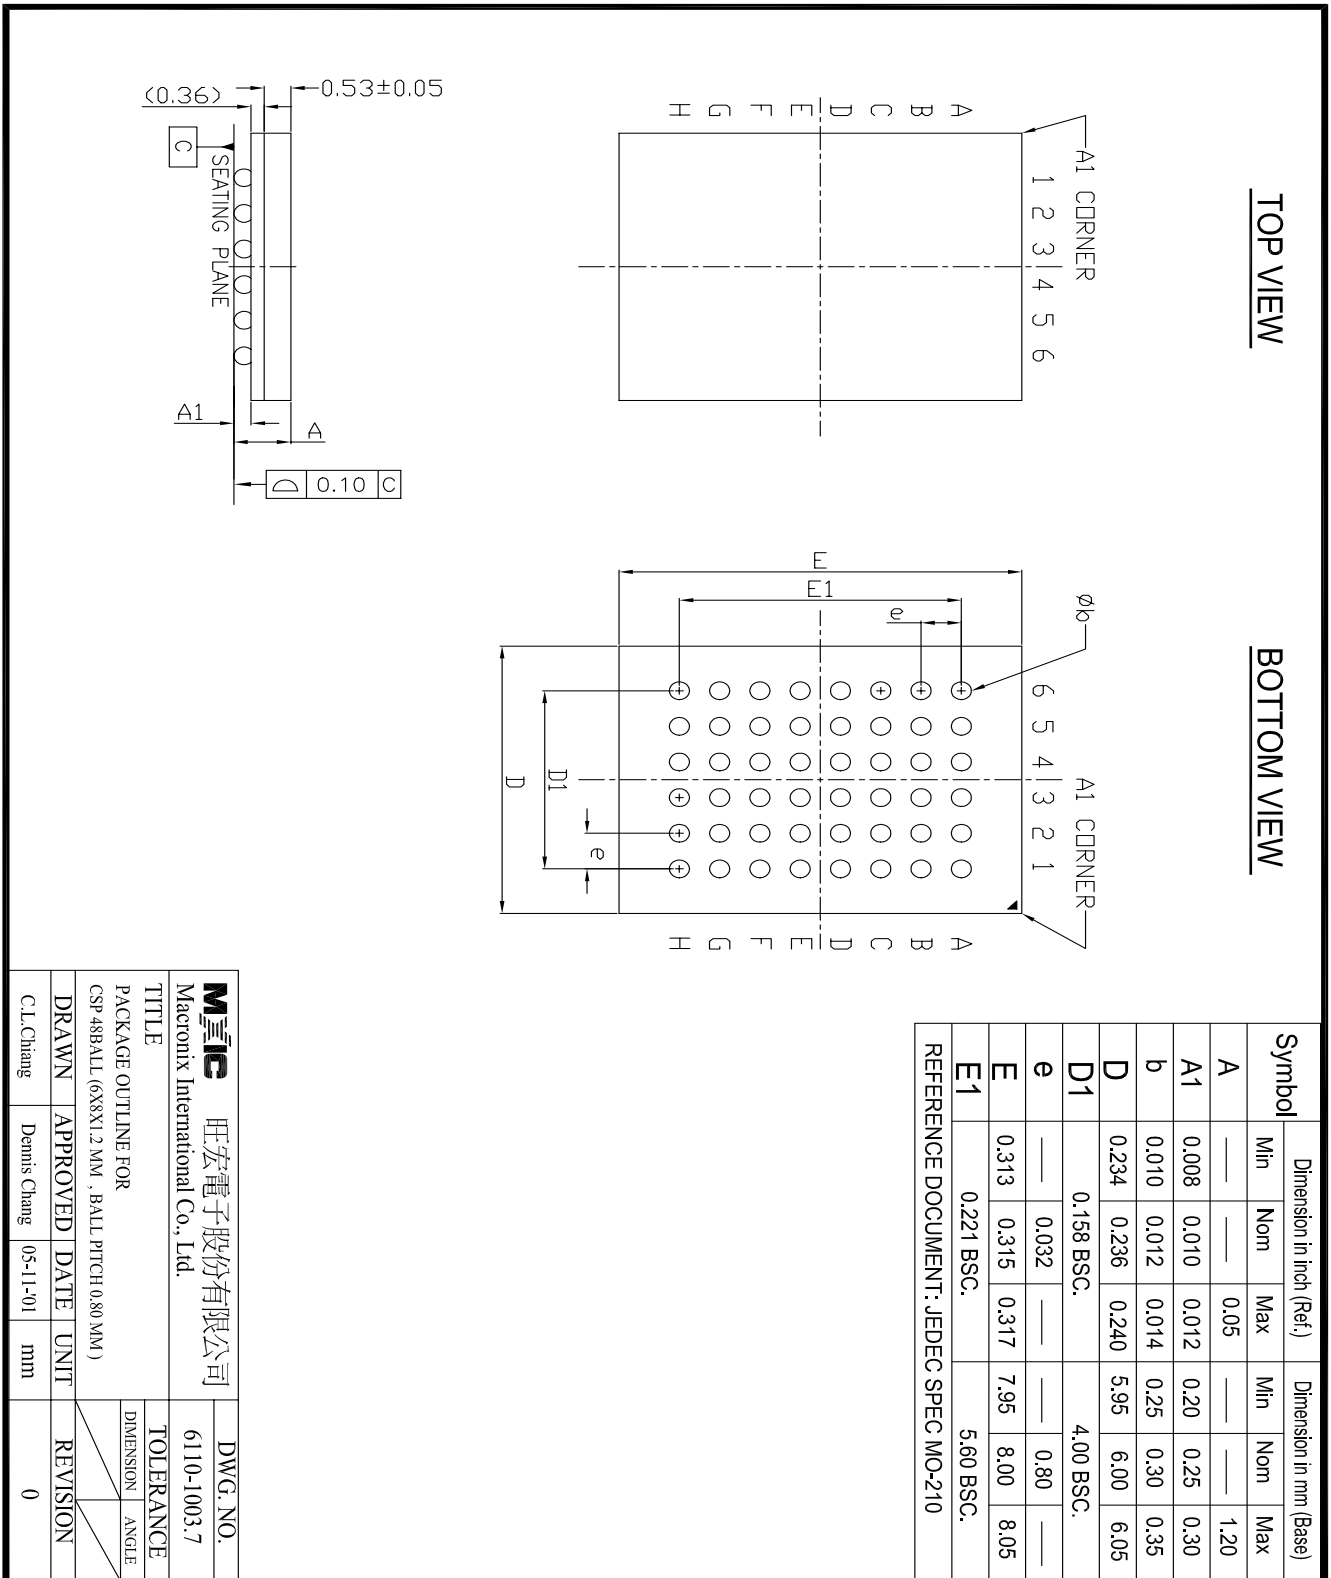 TOP VIEW
BOTTOM VIEW
A1 CORNER
1 2 3 4 5 6
A
B
C
D
E
F
G
H
0.53±0.05
(0.36)
C
SEATING PLANE
A1
A
0.10 C
Øb
6 5 4 3 2 1
A1 CORNER
E
E1
e
D1
D
e
A
B
C
D
E
F
G
H
Symbol Dimension in inch (Ref.) Dimension in mm (Base)
Min Nom Max Min Nom Max
A — — 0.05 — — 1.20
A1 0.008 0.010 0.012 0.20 0.25 0.30
b 0.010 0.012 0.014 0.25 0.30 0.35
D 0.234 0.236 0.240 5.95 6.00 6.05
D1 0.158 BSC. 4.00 BSC.
e — 0.032 — — 0.80 —
E 0.313 0.315 0.317 7.95 8.00 8.05
E1 0.221 BSC. 5.60 BSC.
REFERENCE DOCUMENT: JEDEC SPEC MO-210
MXIC 旺宏電子股份有限公司
Macronix International Co., Ltd.
DWG. NO.
6110-1003.7
TITLE
PACKAGE OUTLINE FOR
CSP 48BALL (6X8X1.2 MM , BALL PITCH 0.80 MM )
TOLERANCE
DIMENSION ANGLE
DRAWN APPROVED DATE UNIT REVISION
C.L.Chiang Dennis Chang 05-11-'01 mm 0